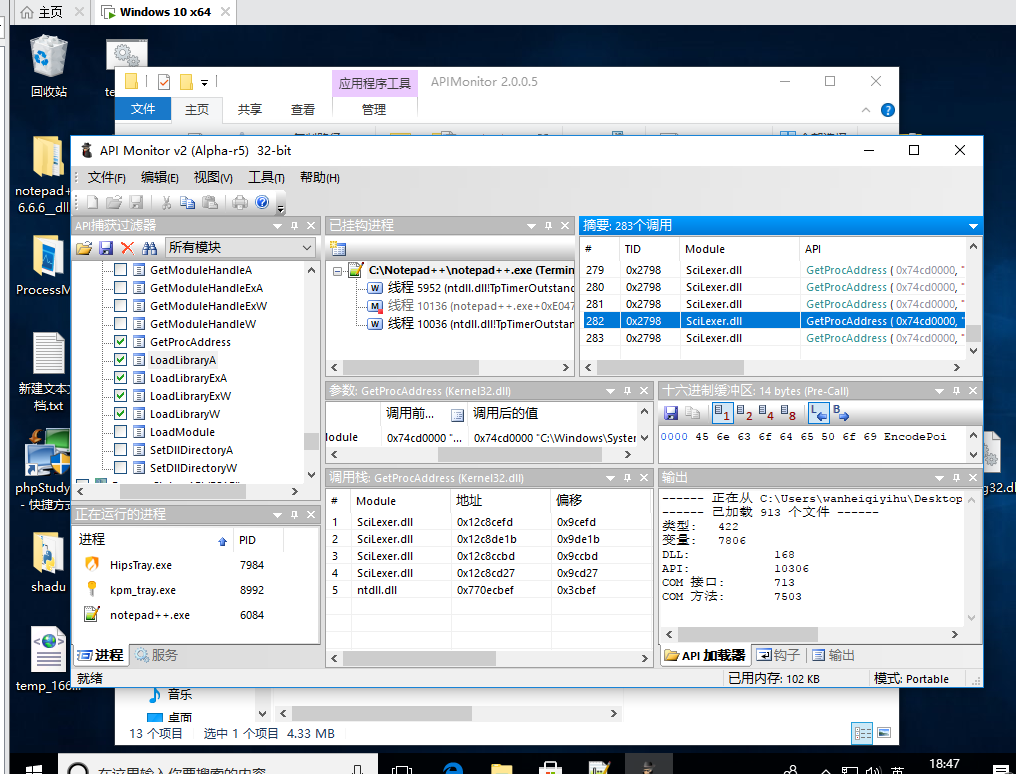 主页
Windows 10 x64
回收站
notepad+
6.6.6__dll
ProcessM
新建文本
档.txt
phpStudy
- 快捷方式
shadu
temp_166...
应用程序工具
APIMonitor 2.0.0.5
文件
主页
共享
查看
管理
API Monitor v2 (Alpha-r5) 32-bit
文件(F)
编辑(E)
视图(V)
工具(T)
帮助(H)
API捕获过滤器
所有模块
GetModuleHandleA
GetModuleHandleExA
GetModuleHandleExW
GetModuleHandleW
GetProcAddress
LoadLibraryA
LoadLibraryExA
LoadLibraryExW
LoadLibraryW
LoadModule
SetDllDirectoryA
SetDllDirectoryW
正在运行的进程
进程 PID
HipsTray.exe 7984
kpm_tray.exe 8992
notepad++.exe 6084
进程
服务
就绪
已挂钩进程
C:\Notepad++\notepad++.exe (Termin
线程 5952 (ntdll.dll!TpTimerOutstanc
线程 10136 (notepad++.exe+0xE047
线程 10036 (ntdll.dll!TpTimerOutstar
摘要: 283个调用
# TID Module API
279 0x2798 SciLexer.dll GetProcAddress ( 0x74cd0000, "
280 0x2798 SciLexer.dll GetProcAddress ( 0x74cd0000, "
281 0x2798 SciLexer.dll GetProcAddress ( 0x74cd0000, "
282 0x2798 SciLexer.dll GetProcAddress ( 0x74cd0000, "
283 0x2798 SciLexer.dll GetProcAddress ( 0x74cd0000, "
参数: GetProcAddress (Kernel32.dll)
调用前... 调用后的值
lodule 0x74cd0000 "... 0x74cd0000 "C:\Windows\System
十六进制缓冲区: 14 bytes (Pre-Call)
1 2 4 8 L B
0000 45 6e 63 6f 64 65 50 6f 69 EncodePoi
调用栈: GetProcAddress (Kernel32.dll)
# Module 地址 偏移
1 SciLexer.dll 0x12c8cefd 0x9cefd
2 SciLexer.dll 0x12c8de1b 0x9de1b
3 SciLexer.dll 0x12c8ccbd 0x9ccbd
4 SciLexer.dll 0x12c8cd27 0x9cd27
5 ntdll.dll 0x770ecbef 0x3cbef
输出
------ 正在从 C:\Users\wanheiqiyihu\Desktop
------ 已加载 913 个文件 ------
类型: 422
变量: 7806
DLL: 168
API: 10306
COM 接口: 713
COM 方法: 7503
API 加载器
钩子
输出
已用内存: 102 KB
模式: Portable
g32.dl
音乐
桌面
13 个项目
选中 1 个项目 4.33 MB
在这里输入你要搜索的内容
英
18:47